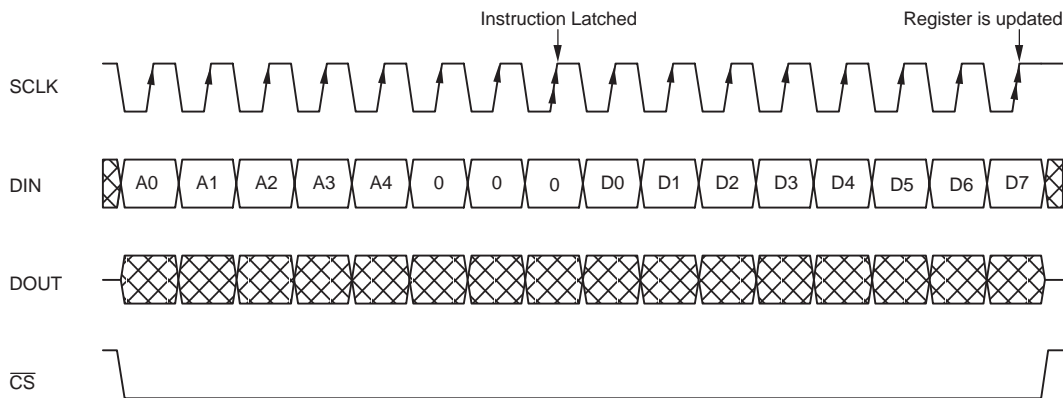 Instruction Latched Register is updated
SCLK
DIN A0 A1 A2 A3 A4 0 0 0 D0 D1 D2 D3 D4 D5 D6 D7
DOUT
CS